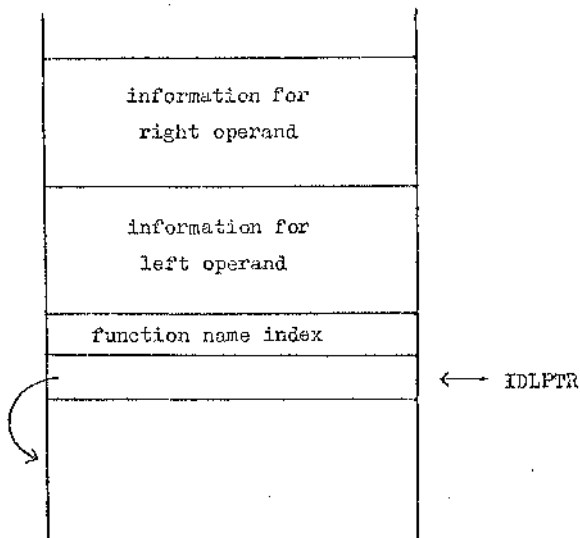 information for
right operand
information for
left operand
function name index
IDLPTR